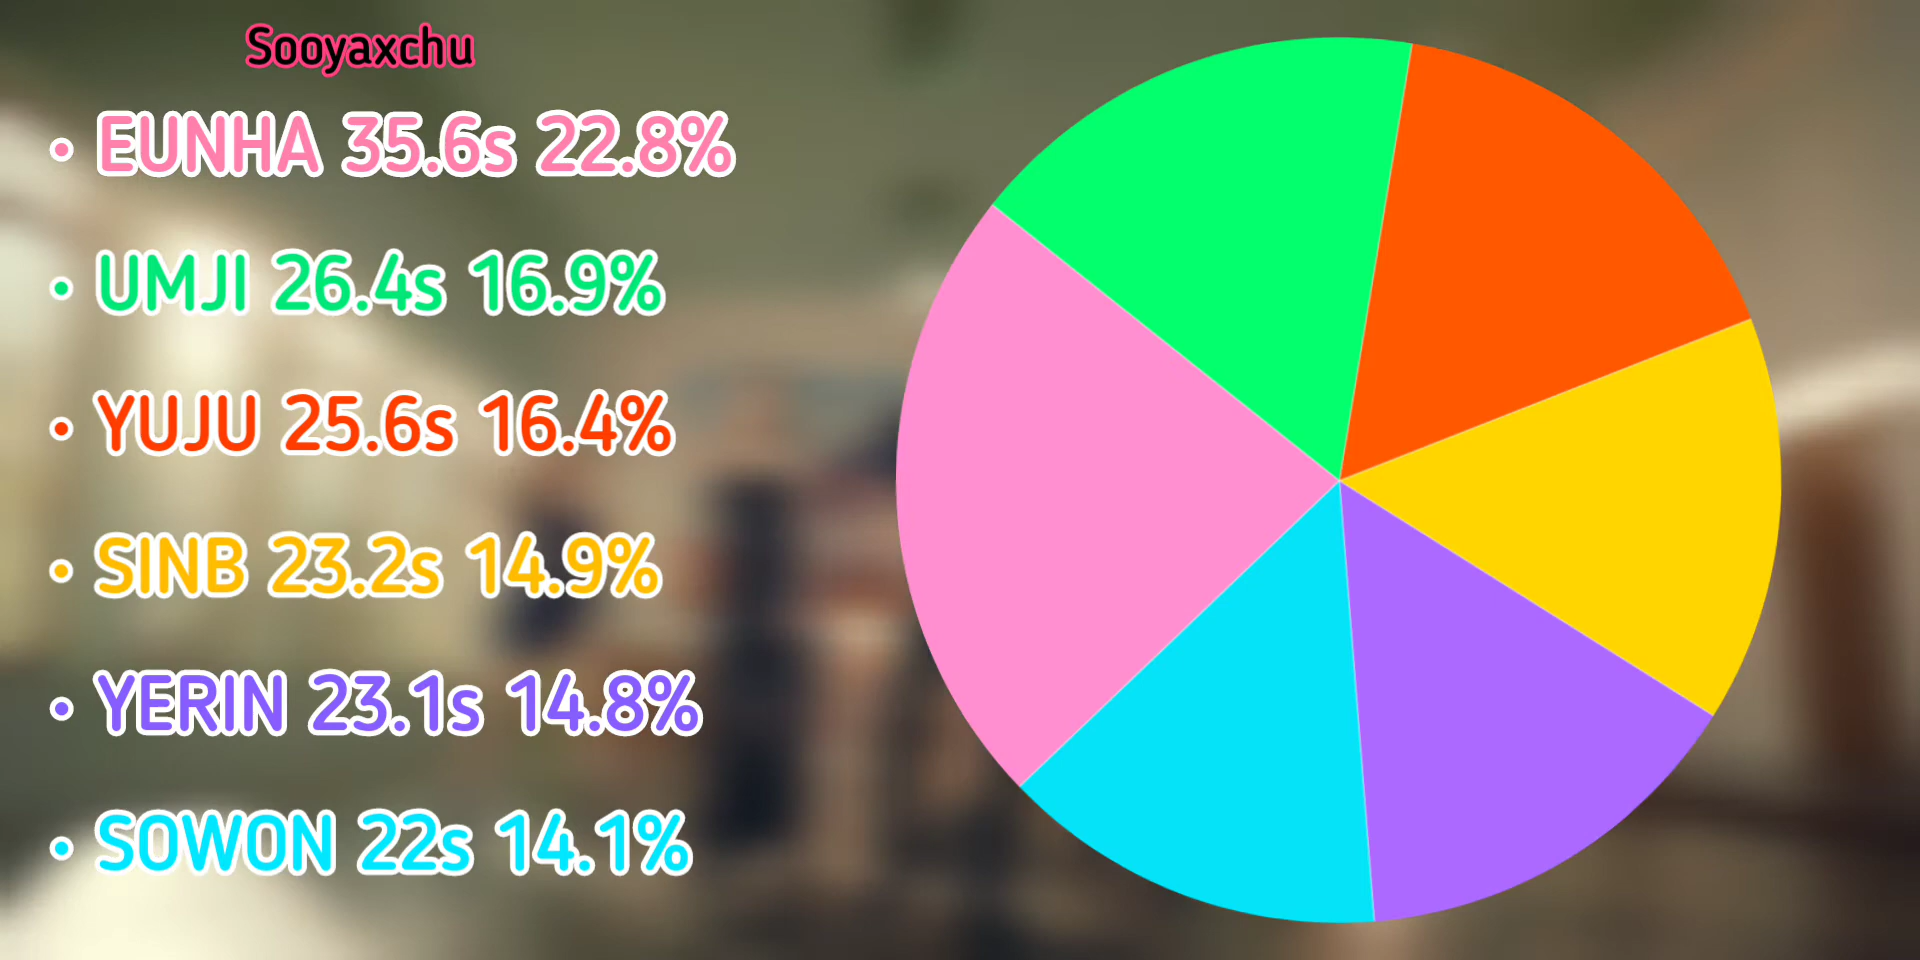 Sooyaxchu
• EUNHA 35.6s 22.8%
• UMJI 26.4s 16.9%
• YUJU 25.6s 16.4%
• SINB 23.2s 14.9%
• YERIN 23.1s 14.8%
• SOWON 22s 14.1%